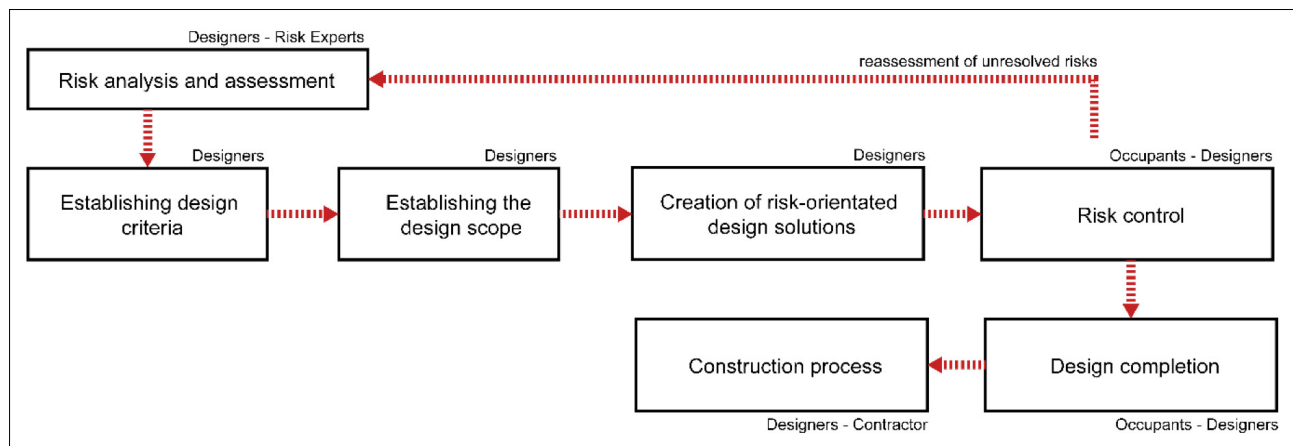 Designers - Risk Experts
Risk analysis and assessment
reassessment of unresolved risks
Designers
Establishing design
criteria
Designers
Establishing the
design scope
Designers
Creation of risk-orientated
design solutions
Occupants - Designers
Risk control
Design completion
Occupants - Designers
Construction process
Designers - Contractor